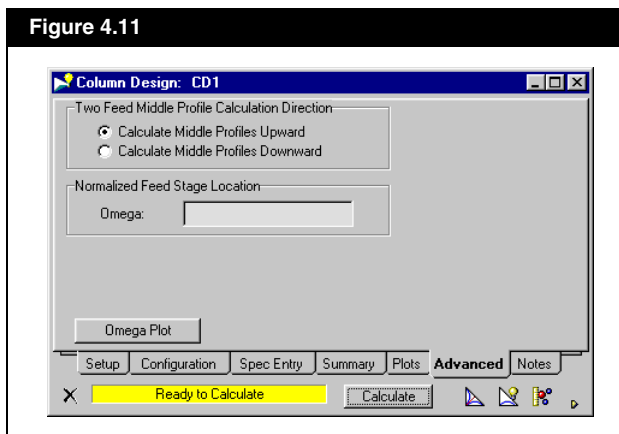 Figure 4.11
Column Design: CD1
Two Feed Middle Profile Calculation Direction
Calculate Middle Profiles Upward
Calculate Middle Profiles Downward
Normalized Feed Stage Location
Omega:
Omega Plot
Setup Configuration Spec Entry Summary Plots Advanced Notes
Ready to Calculate Calculate